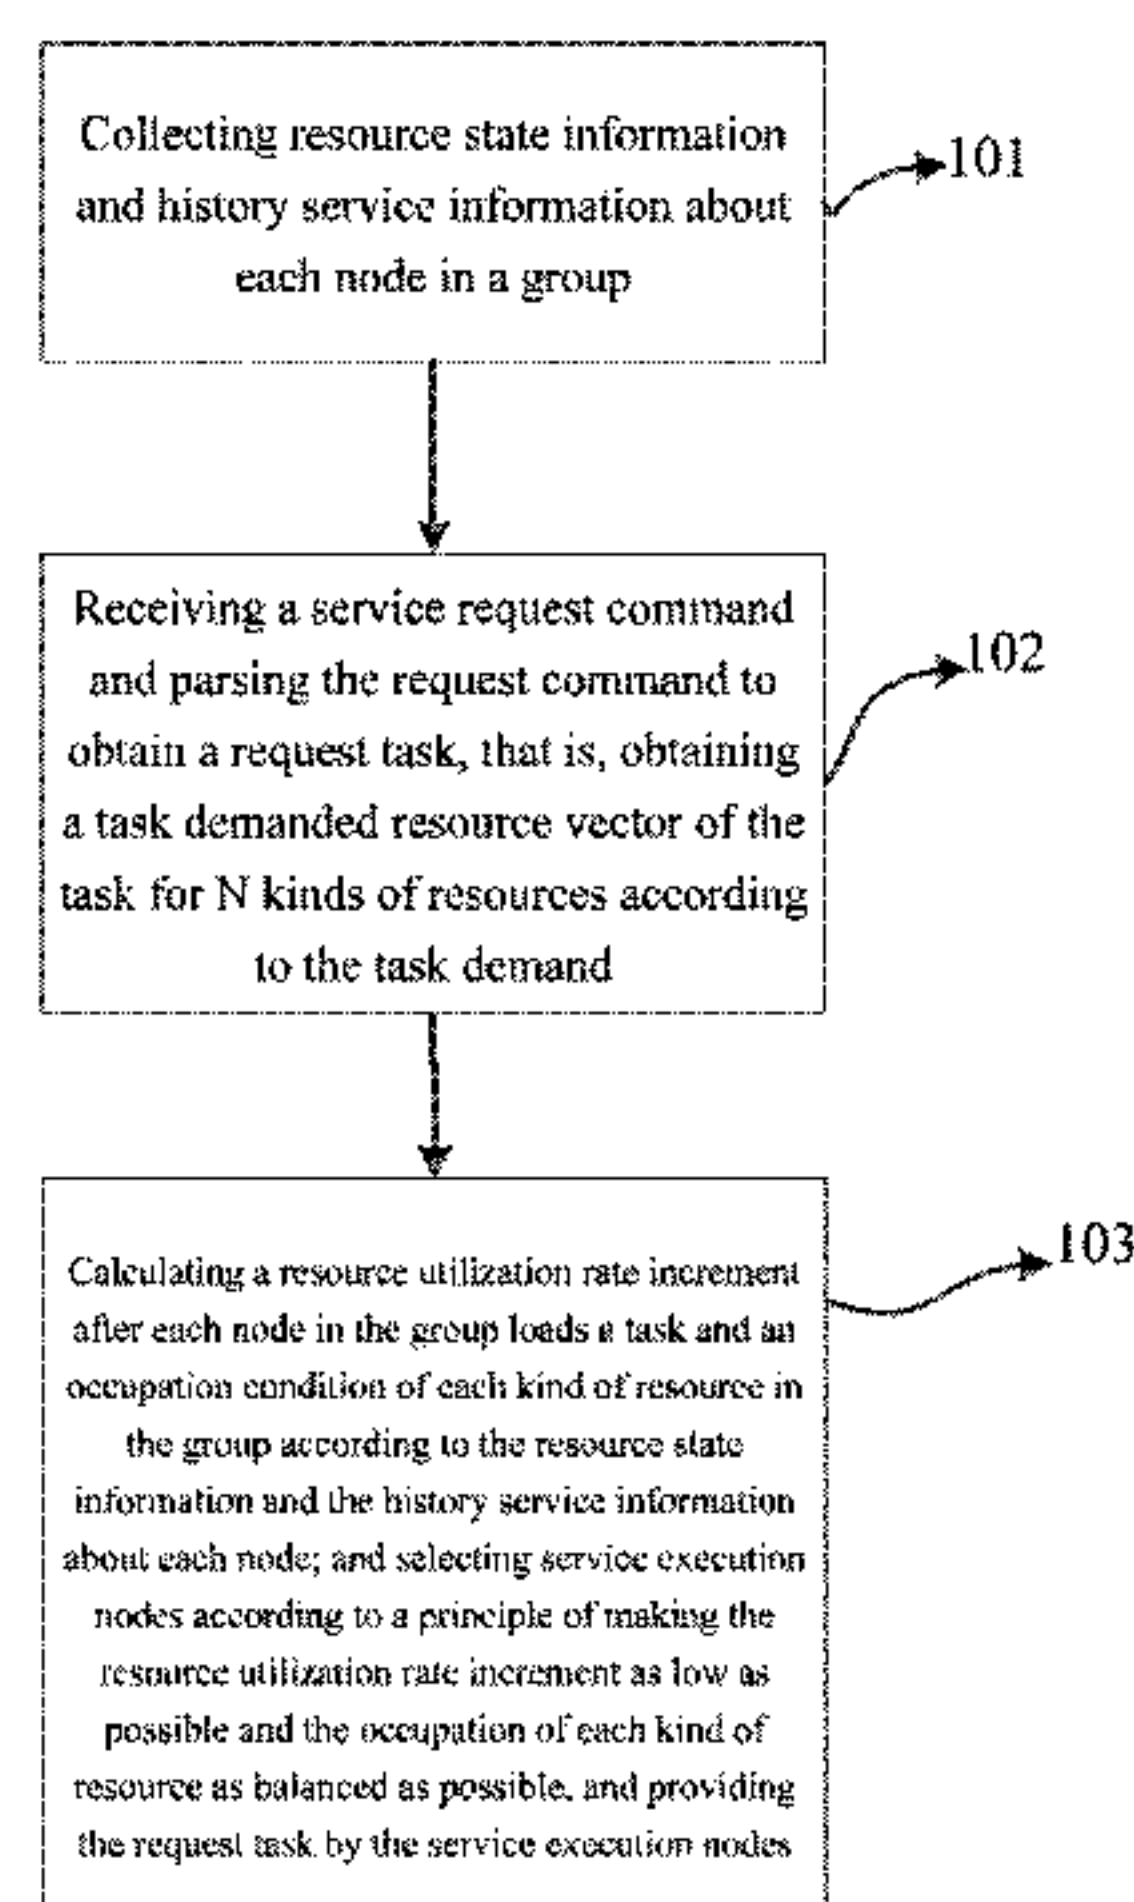 Collecting resource state information
and history service information about
each node in a group
101
Receiving a service request command
and parsing the request command to
obtain a request task, that is, obtaining
a task demanded resource vector of the
task for N kinds of resources according
to the task demand
102
Calculating a resource utilization rate increment
after each node in the group loads a task and an
occupation condition of each kind of resource in
the group according to the resource state
information and the history service information
about each node; and selecting service execution
nodes according to a principle of making the
resource utilization rate increment as low as
possible and the occupation of each kind of
resource as balanced as possible, and providing
the request task by the service execution nodes
103